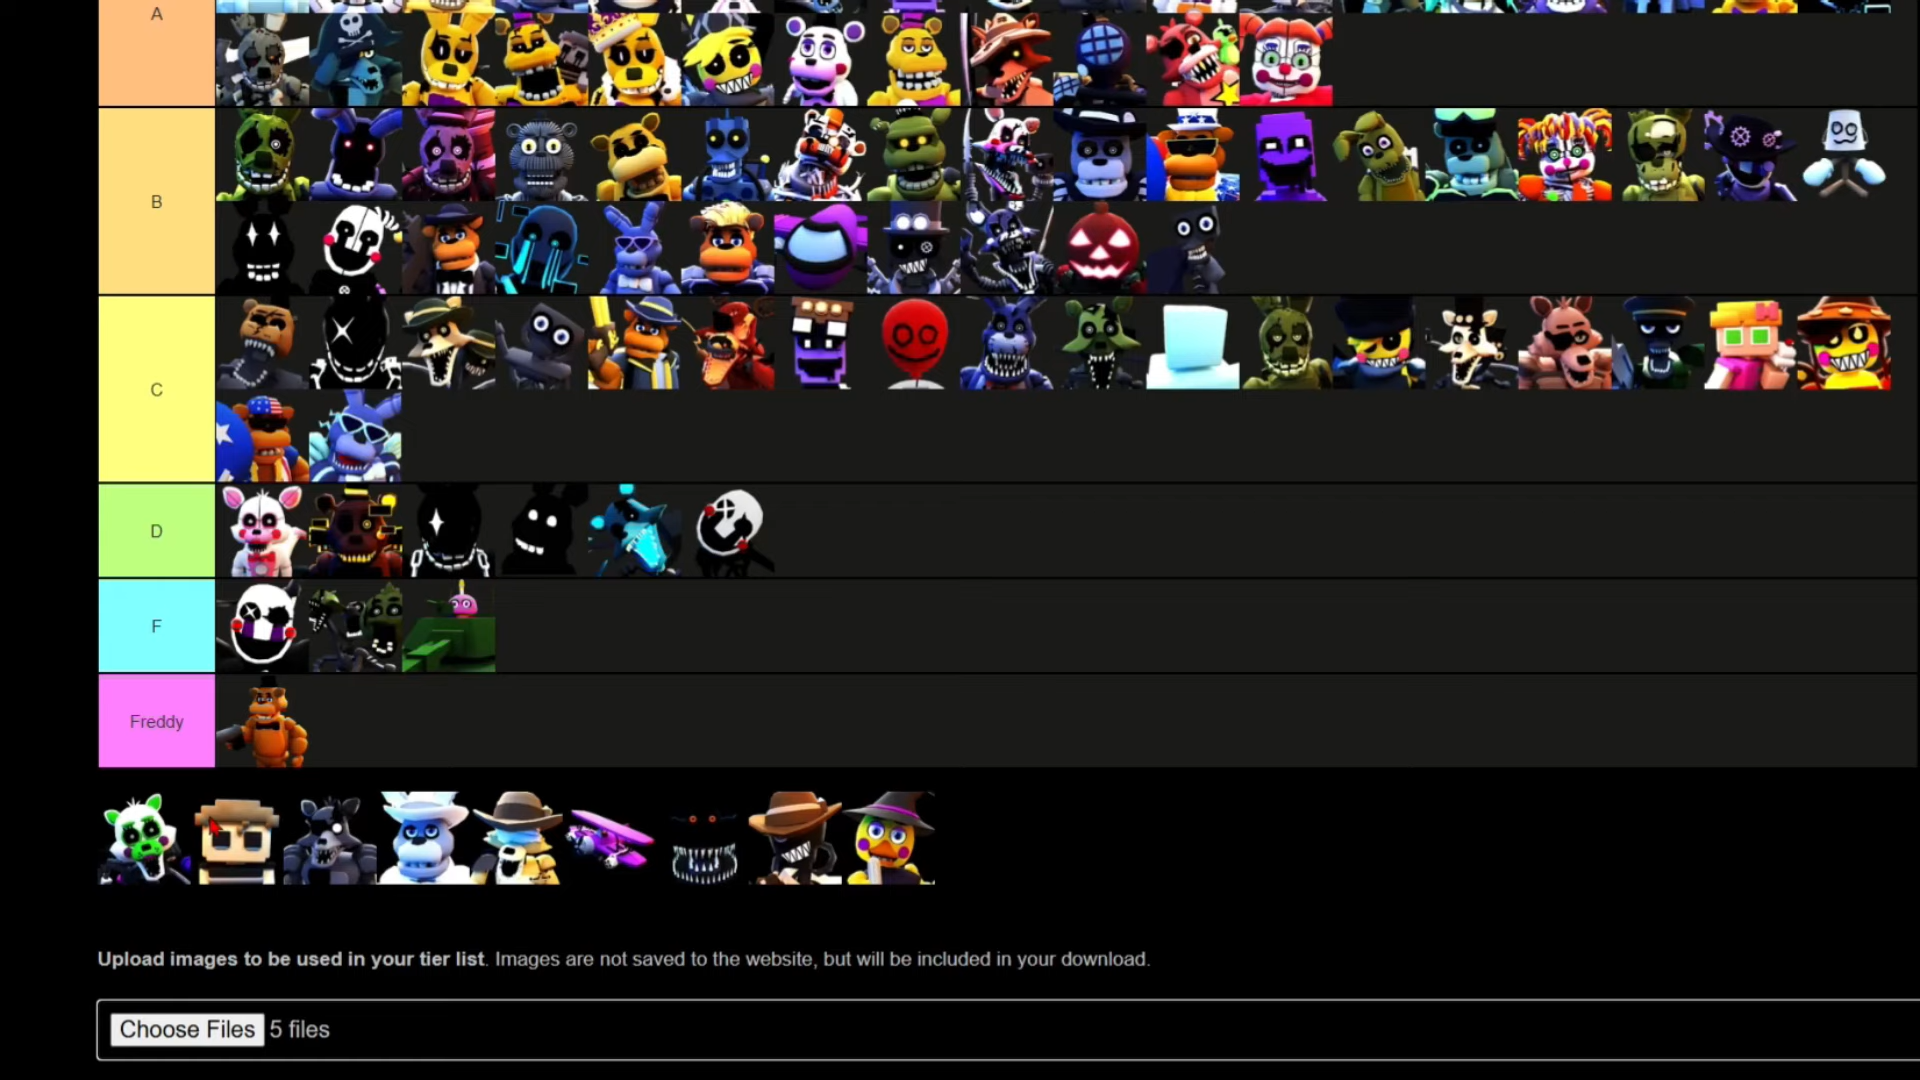 A
B
C
D
F
Freddy
Upload images to be used in your tier list. Images are not saved to the website, but will be included in your download.
Choose Files 5 files